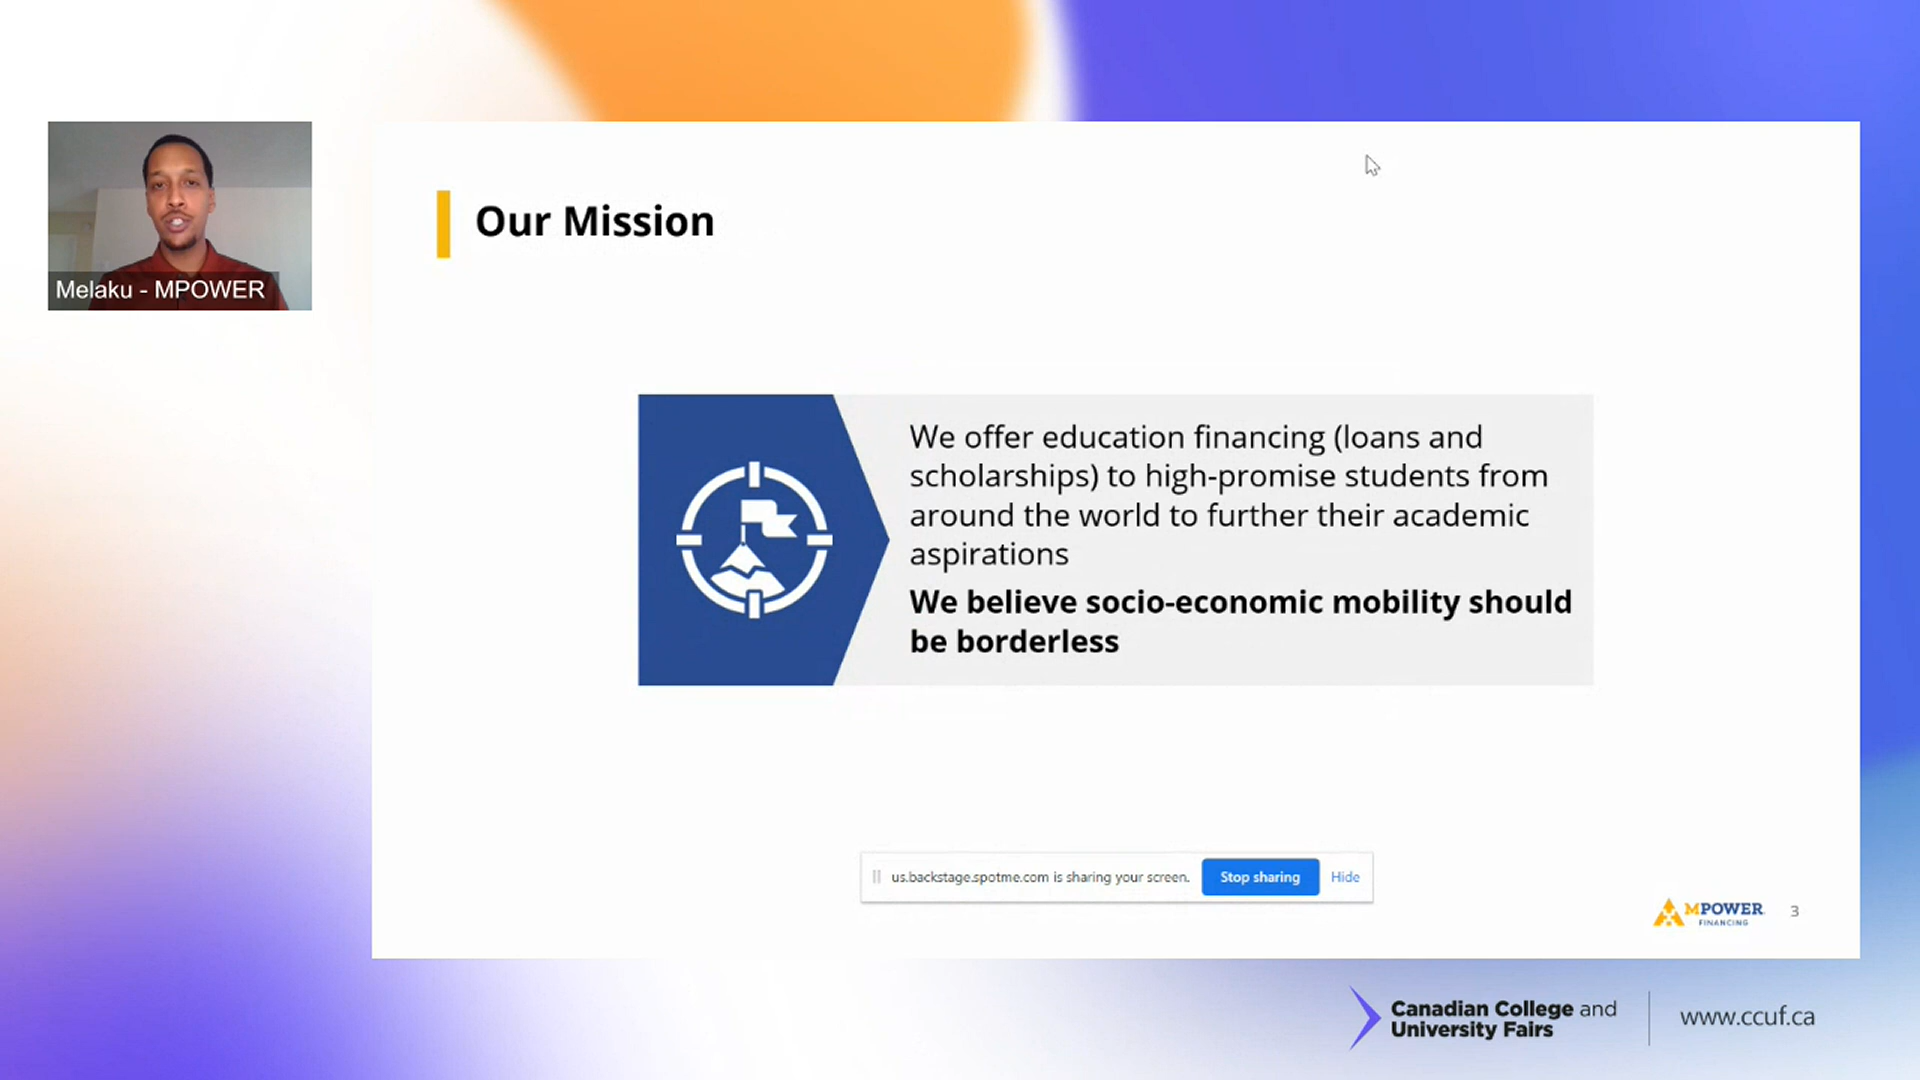 Melaku - MPOWER
Our Mission
We offer education financing (loans and
scholarships) to high-promise students from
around the world to further their academic
aspirations
We believe socio-economic mobility should
be borderless
us.backstage.spotme.com is sharing your screen.
Stop sharing
Hide
MPOWER
FINANCING
3
Canadian College and
University Fairs
www.ccuf.ca